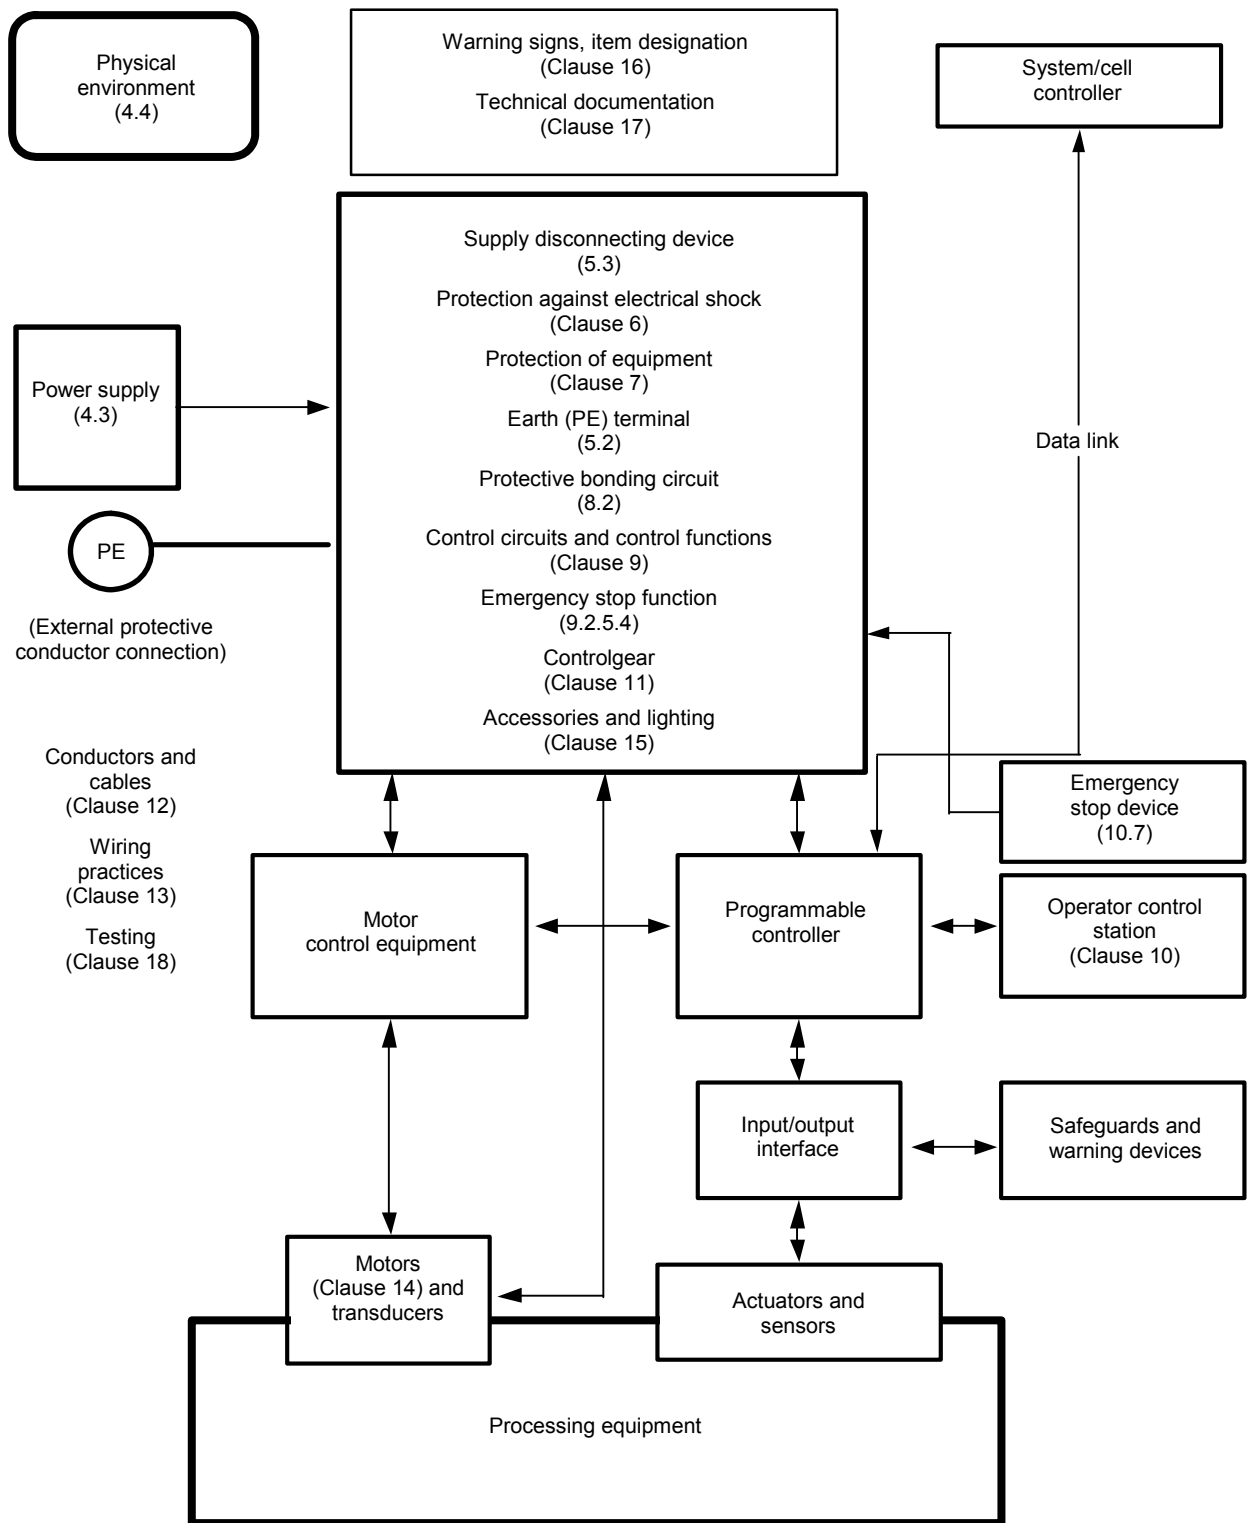 Physical
environment
(4.4)
Warning signs, item designation
(Clause 16)
Technical documentation
(Clause 17)
System/cell
controller
Supply disconnecting device
(5.3)
Protection against electrical shock
(Clause 6)
Protection of equipment
(Clause 7)
Earth (PE) terminal
(5.2)
Protective bonding circuit
(8.2)
Control circuits and control functions
(Clause 9)
Emergency stop function
(9.2.5.4)
Controlgear
(Clause 11)
Accessories and lighting
(Clause 15)
Power supply
(4.3)
PE
(External protective
conductor connection)
Data link
Conductors and
cables
(Clause 12)
Wiring
practices
(Clause 13)
Testing
(Clause 18)
Emergency
stop device
(10.7)
Motor
control equipment
Programmable
controller
Operator control
station
(Clause 10)
Input/output
interface
Safeguards and
warning devices
Motors
(Clause 14) and
transducers
Actuators and
sensors
Processing equipment